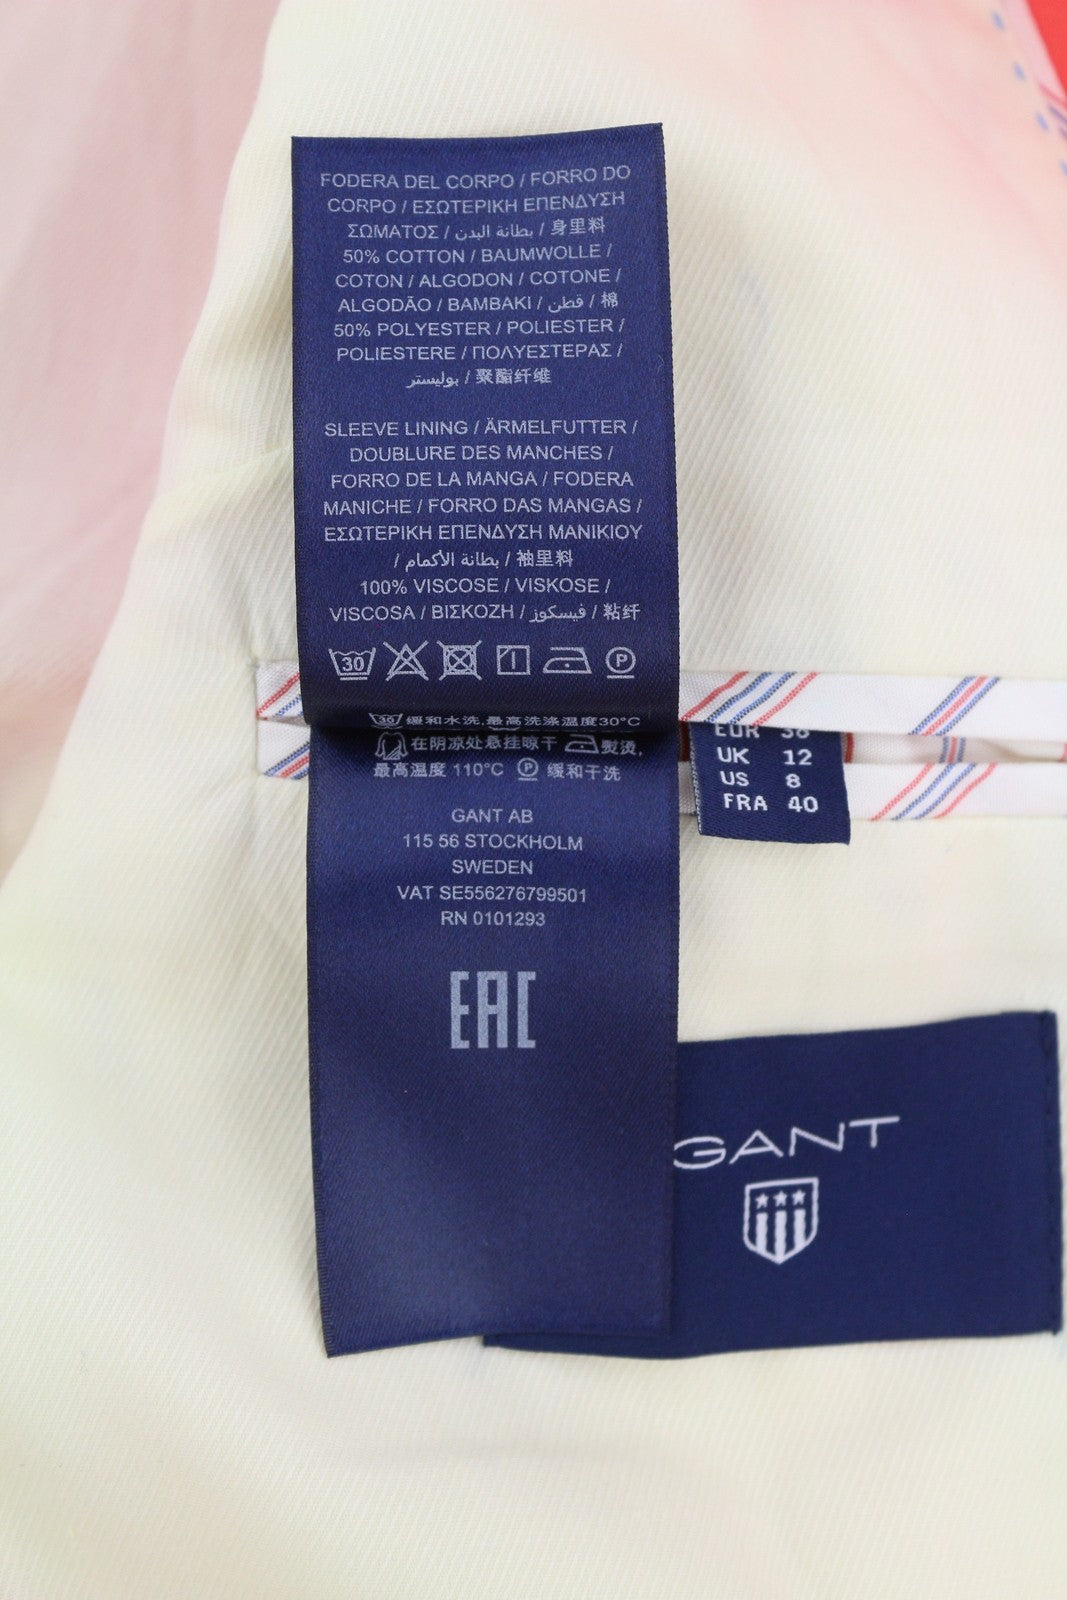 FODERA DEL CORPO / FORRO DO
CORPO / ΕΣΩΤΕΡΙΚΗ ΕΠΕΝΔΥΣΗ
ΣΩΜΑΤΟΣ / بطانة البدن / 身里料
50% COTTON / BAUMWOLLE /
COTON / ALGODON / COTONE /
ALGODÃO / BAMBAKI / قطن / 棉
50% POLYESTER / POLIESTER /
POLIESTERE / ΠΟΛΥΕΣΤΕΡΑΣ /
بوليستر / 聚酯纤维
SLEEVE LINING / ÄRMELFUTTER /
DOUBLURE DES MANCHES /
FORRO DE LA MANGA / FODERA
MANICHE / FORRO DAS MANGAS /
ΕΣΩΤΕΡΙΚΗ ΕΠΕΝΔΥΣΗ ΜΑΝΙΚΙΟΥ
/ بطانة الأكمام / 袖里料
100% VISCOSE / VISKOSE /
VISCOSA / ΒΙΣΚΟΖΗ / فيسكوز / 粘纤
30 P
30 缓和水洗,最高洗涤温度30°C
在阴凉处悬挂晾干 熨烫,
最高温度 110°C P 缓和干洗
GANT AB
115 56 STOCKHOLM
SWEDEN
VAT SE556276799501
RN 0101293
EAC
EUR 38
UK 12
US 8
FRA 40
GANT